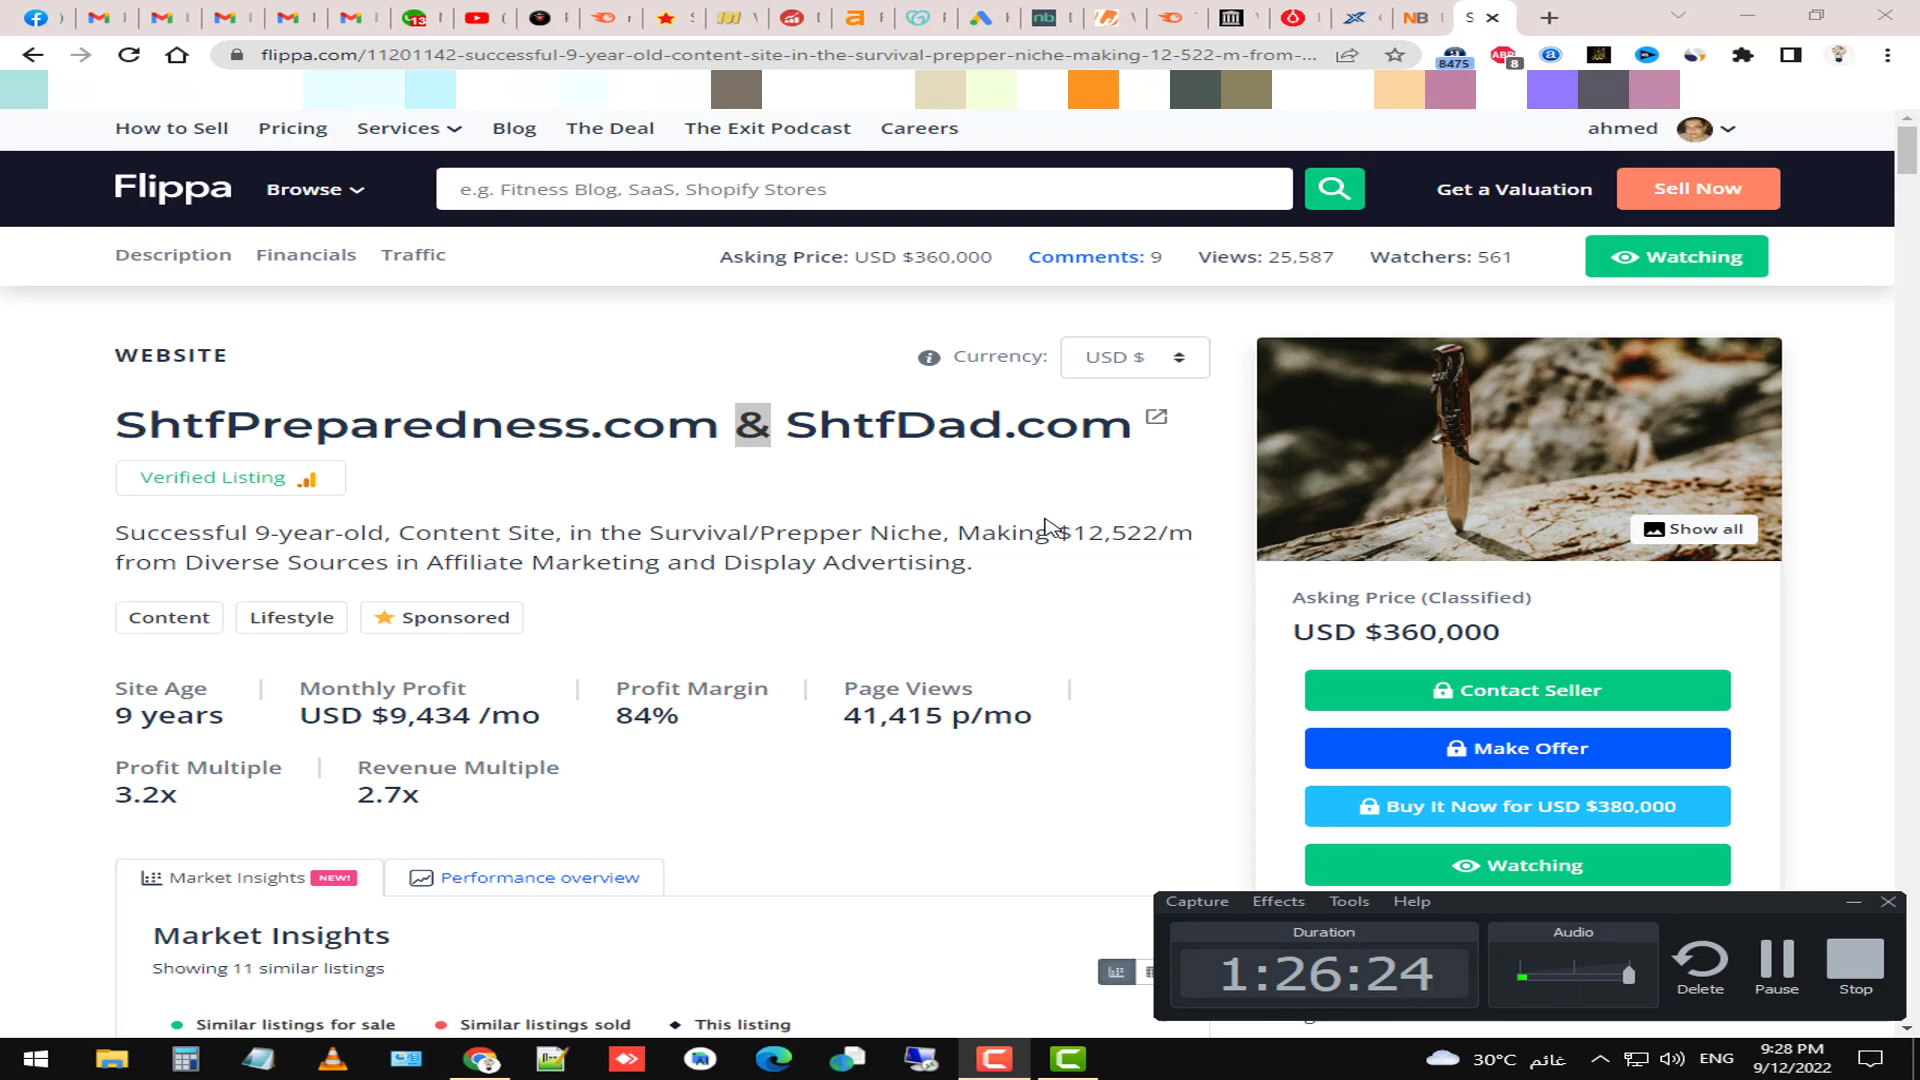 flippa.com/11201142-successful-9-year-old-content-site-in-the-survival-prepper-niche-making-12-522-m-from-...
8475
ABP
8
How to Sell Pricing Services Blog The Deal The Exit Podcast Careers
ahmed
Flippa Browse
e.g. Fitness Blog, SaaS, Shopify Stores
Get a Valuation Sell Now
Description Financials Traffic
Asking Price: USD $360,000 Comments: 9 Views: 25,587 Watchers: 561
Watching
WEBSITE
Currency: USD $
ShtfPreparedness.com & ShtfDad.com
Verified Listing
Successful 9-year-old, Content Site, in the Survival/Prepper Niche, Making $12,522/m
from Diverse Sources in Affiliate Marketing and Display Advertising.
Content Lifestyle Sponsored
Site Age
9 years
Monthly Profit
USD $9,434 /mo
Profit Margin
84%
Page Views
41,415 p/mo
Profit Multiple
3.2x
Revenue Multiple
2.7x
Show all
Asking Price (Classified)
USD $360,000
Contact Seller
Make Offer
Buy It Now for USD $380,000
Watching
Market Insights NEW!
Performance overview
Market Insights
Showing 11 similar listings
Similar listings for sale Similar listings sold This listing
Capture Effects Tools Help
Duration
1:26:24
Audio
Delete Pause Stop
30°C غائم
ENG
9:28 PM
9/12/2022